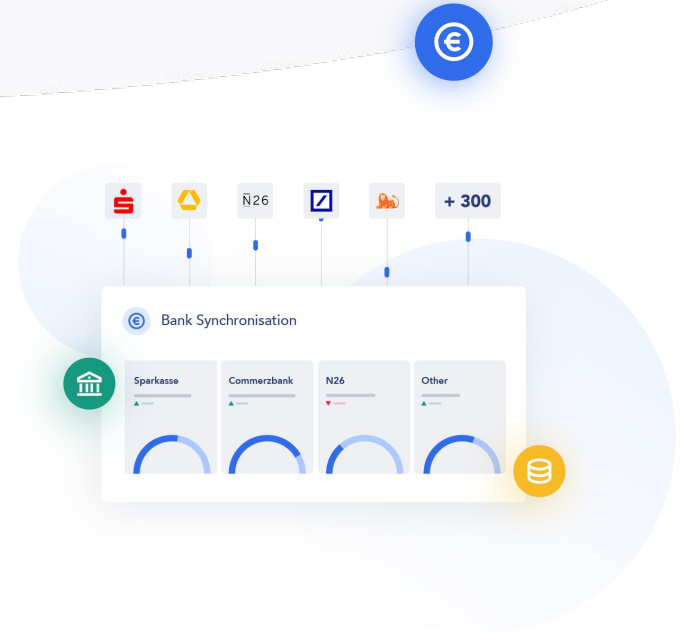 N26
+ 300
Bank Synchronisation
Sparkasse
Commerzbank
N26
Other